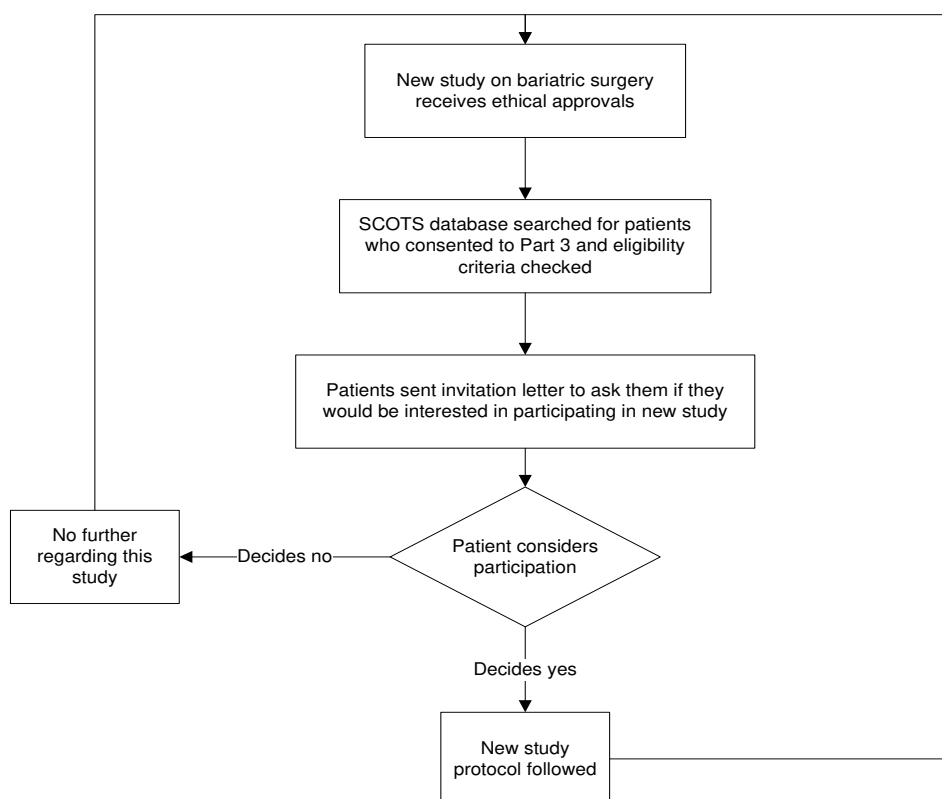 New study on bariatric surgery
receives ethical approvals
SCOTS database searched for patients
who consented to Part 3 and eligibility
criteria checked
Patients sent invitation letter to ask them if they
would be interested in participating in new study
Patient considers
participation
Decides no
No further
regarding this
study
Decides yes
New study
protocol followed